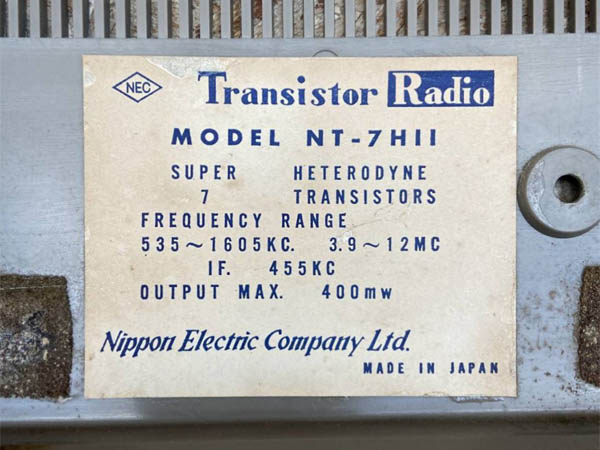 NEC Transistor Radio
MODEL NT-7H11
SUPER HETERODYNE
7 TRANSISTORS
FREQUENCY RANGE
535~1605KC. 3.9~12MC
IF. 455KC
OUTPUT MAX. 400mw
Nippon Electric Company Ltd.
MADE IN JAPAN